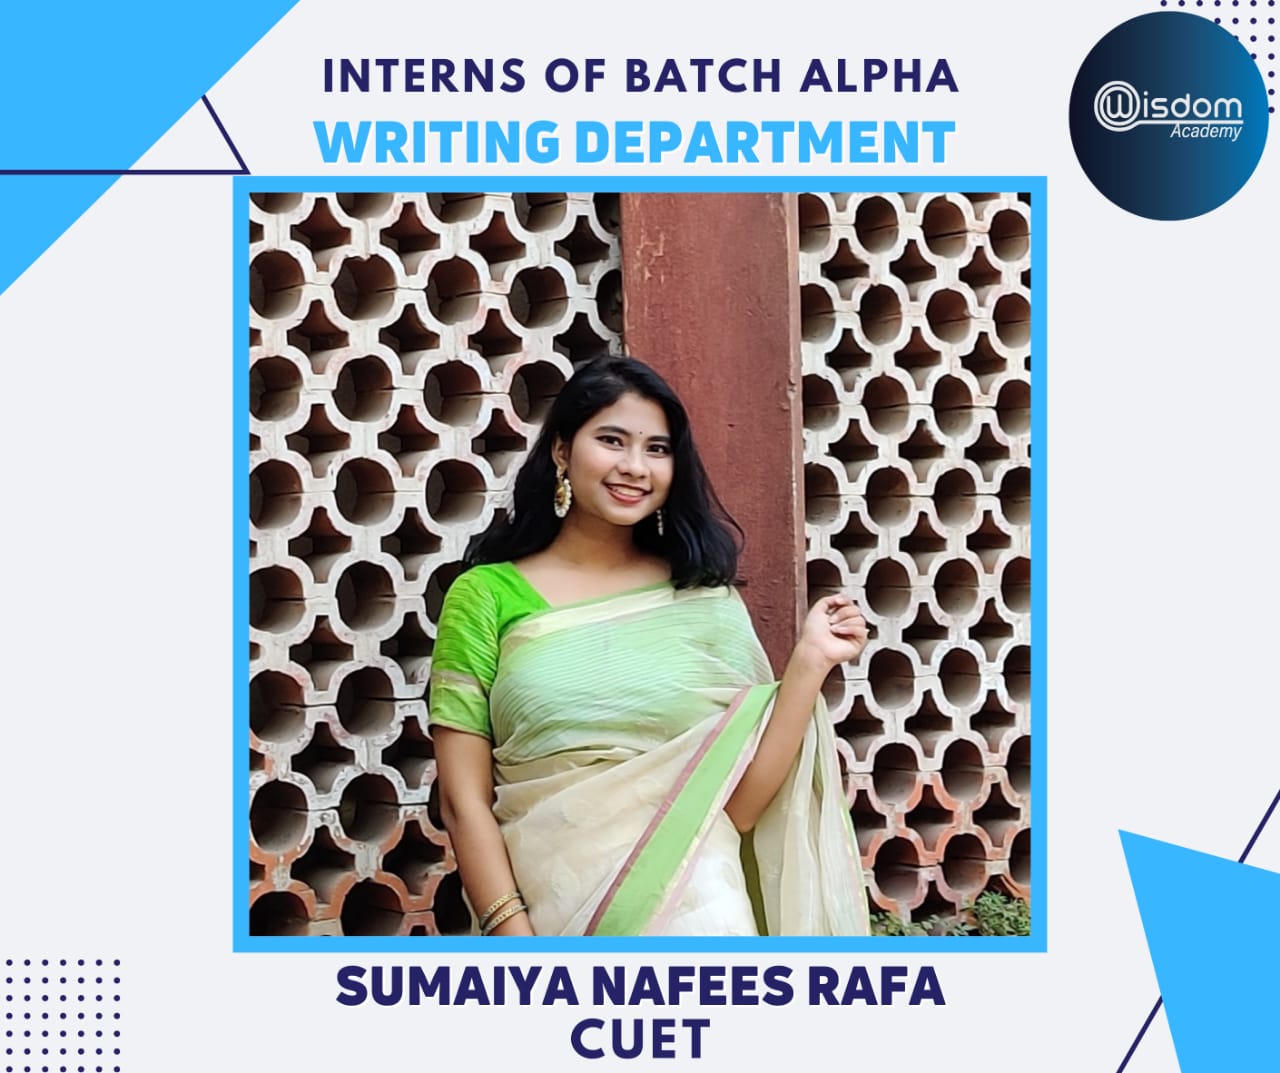 INTERNS OF BATCH ALPHA
WRITING DEPARTMENT
Wisdom
Academy
SUMAIYA NAFEES RAFA
CUET